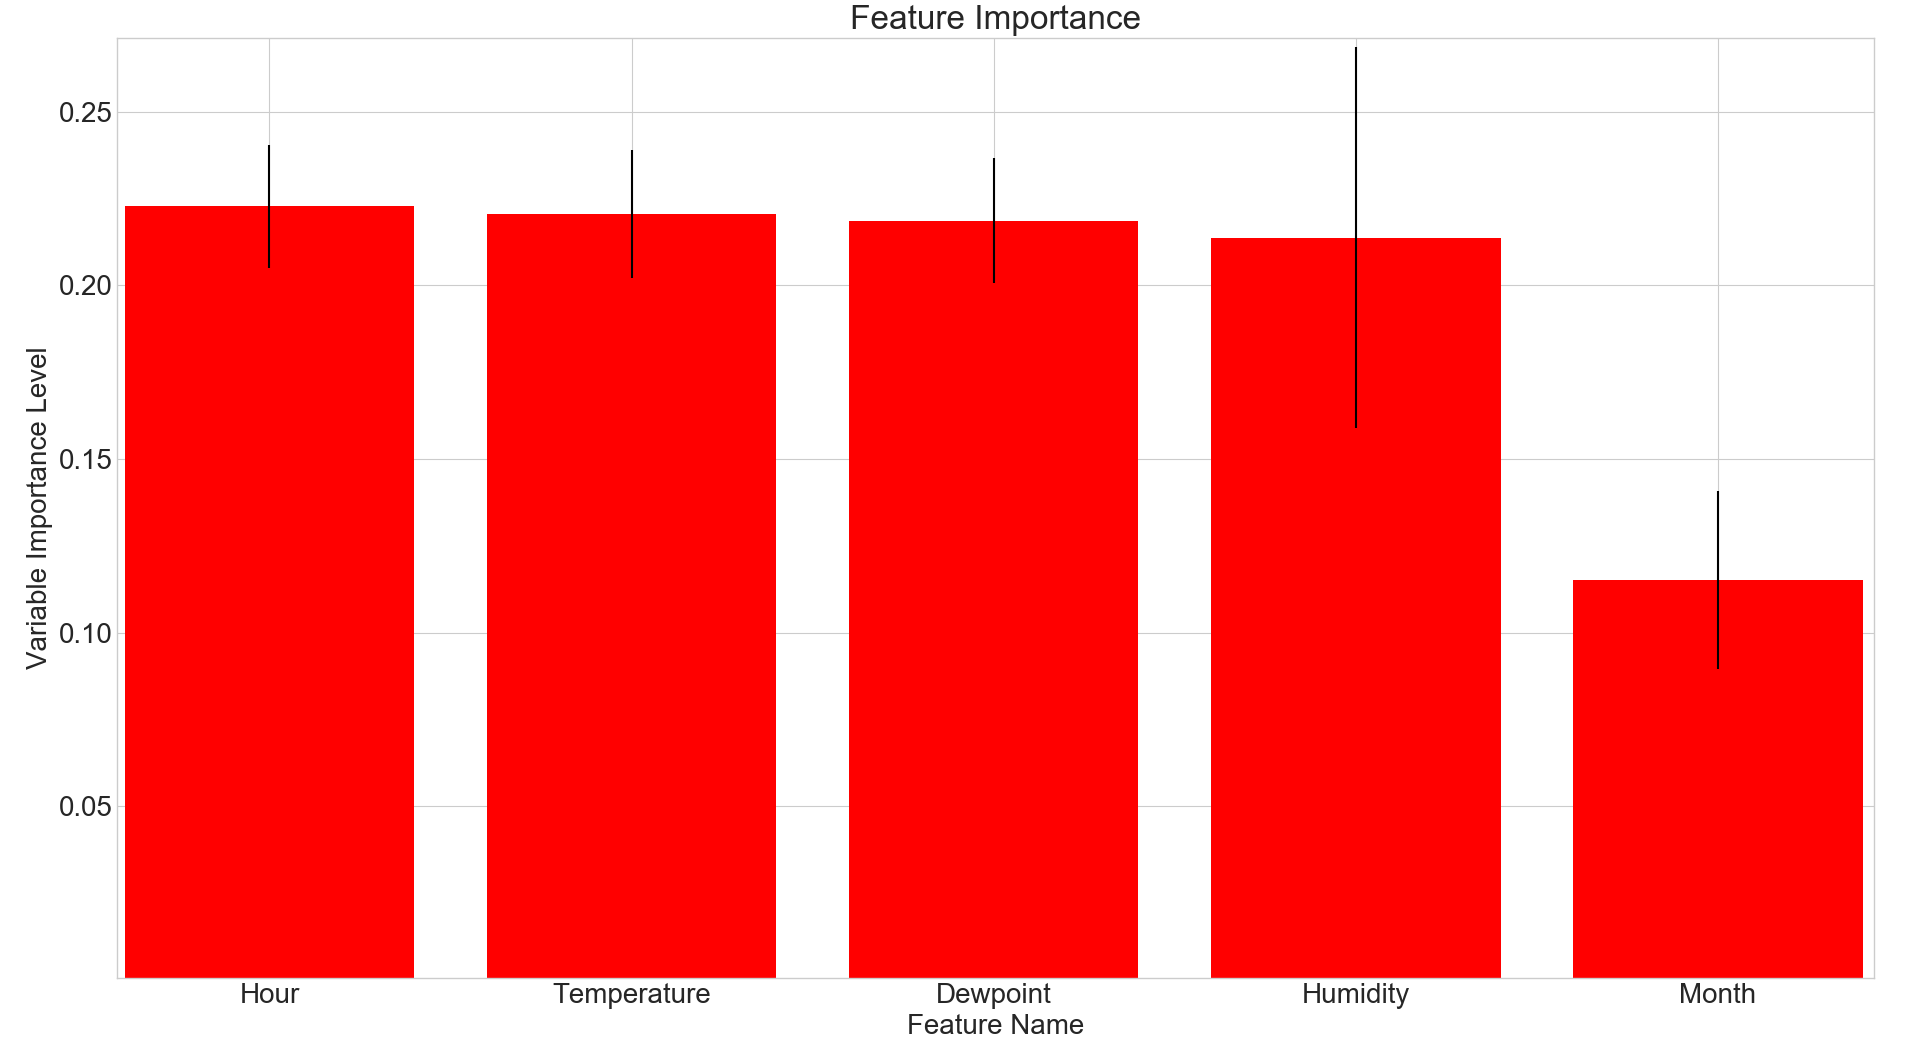 Feature Importance
0.25
0.20
0.15
0.10
0.05
Variable Importance Level
Hour Temperature Dewpoint Humidity Month
Feature Name